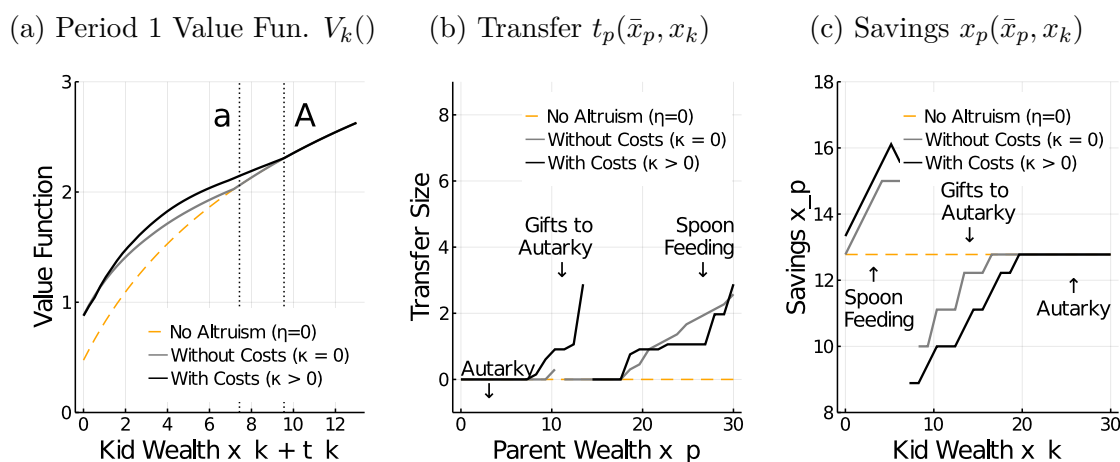 (a) Period 1 Value Fun. V_k()
3
2
1
0
Value Function
a
A
No Altruism (η=0)
Without Costs (κ = 0)
With Costs (κ > 0)
0 2 4 6 8 10 12
Kid Wealth x_k + t_k
(b) Transfer t_p(x̄_p, x_k)
8
6
4
2
0
Transfer Size
No Altruism (η=0)
Without Costs (κ = 0)
With Costs (κ > 0)
Gifts to
Autarky
↓
Spoon
Feeding
↓
Autarky
↓
0 10 20 30
Parent Wealth x_p
(c) Savings x_p(x̄_p, x_k)
18
16
14
12
10
8
Savings x_p
No Altruism (η=0)
Without Costs (κ = 0)
With Costs (κ > 0)
Gifts to
Autarky
↓
↑
Spoon
Feeding
↑
Autarky
0 10 20 30
Kid Wealth x_k